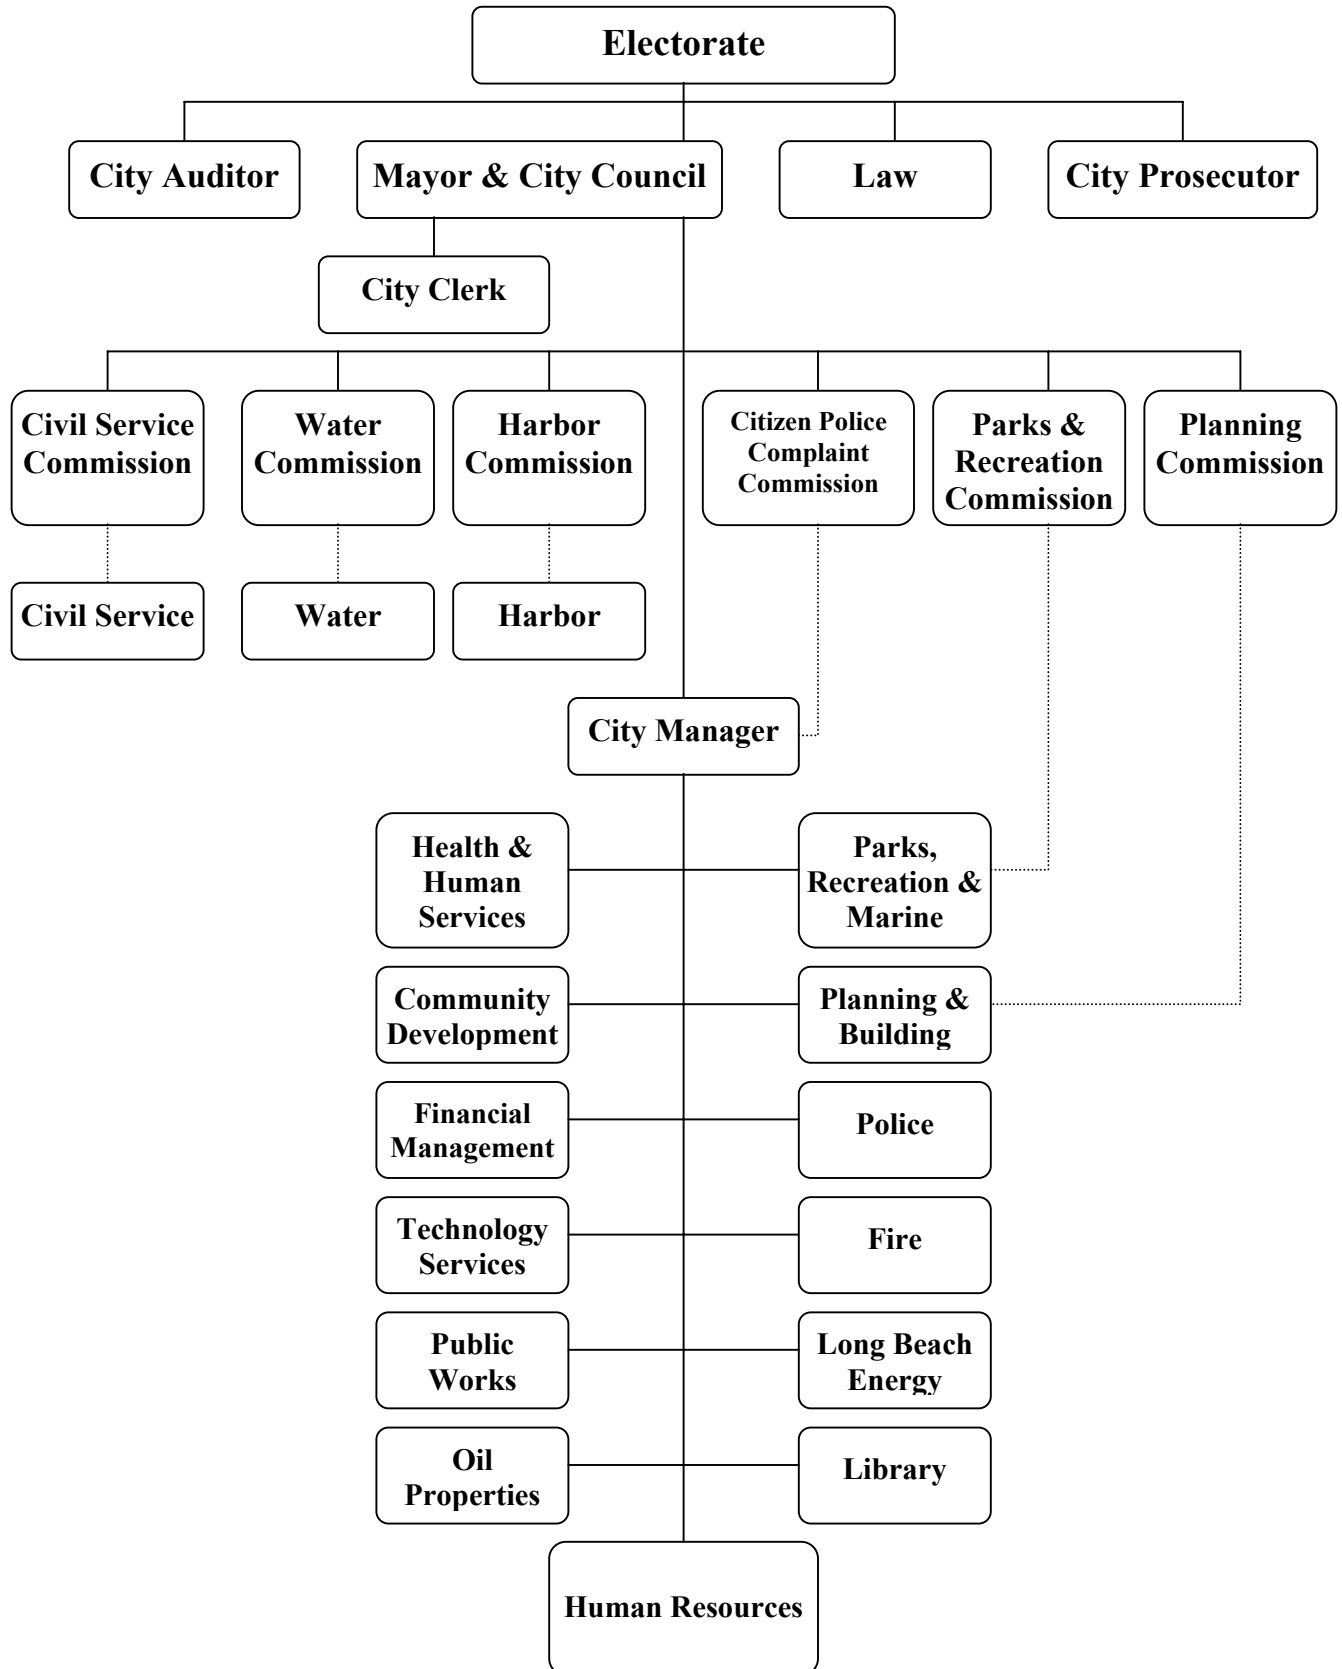 Electorate
City Auditor
Mayor & City Council
Law
City Prosecutor
City Clerk
Civil Service
Commission
Water
Commission
Harbor
Commission
Citizen Police
Complaint
Commission
Parks &
Recreation
Commission
Planning
Commission
Civil Service
Water
Harbor
City Manager
Health &
Human
Services
Parks,
Recreation &
Marine
Community
Development
Planning &
Building
Financial
Management
Police
Technology
Services
Fire
Public
Works
Long Beach
Energy
Oil
Properties
Library
Human Resources